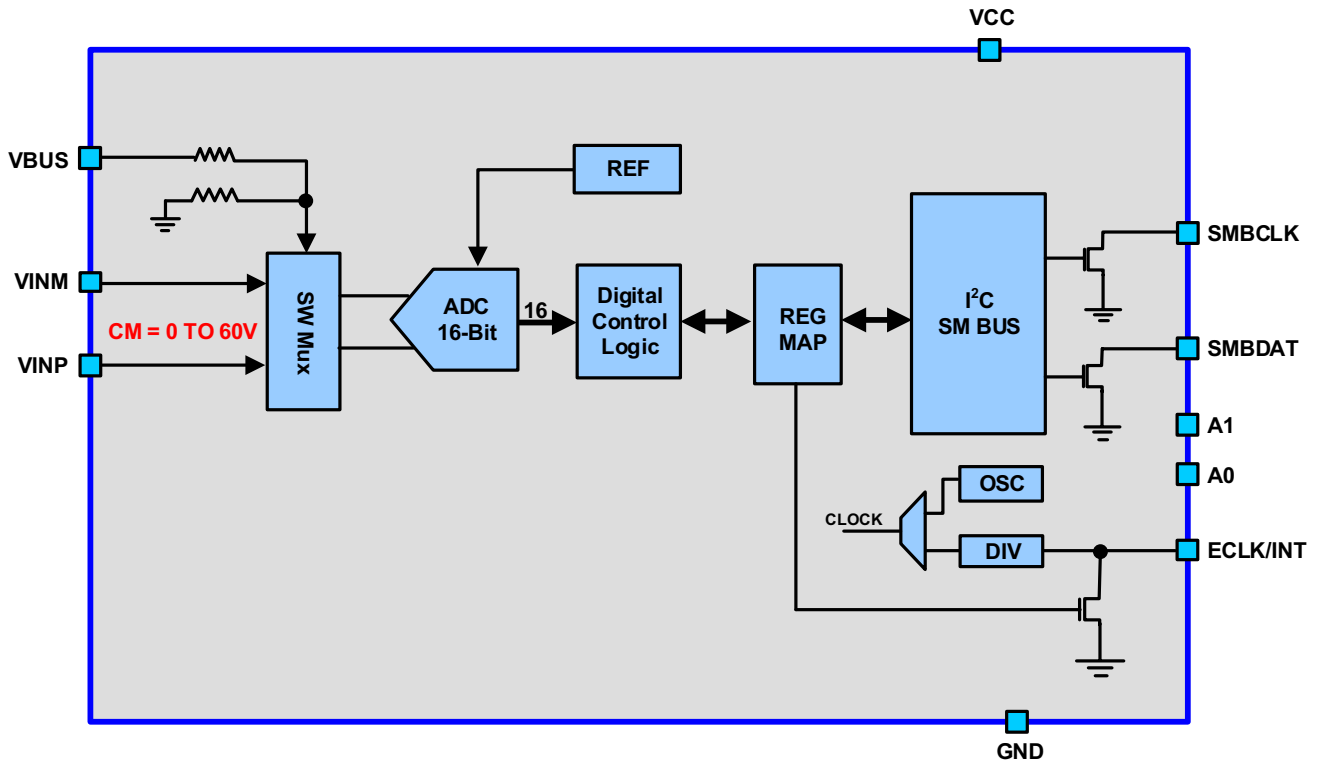 VCC
VBUS
REF
SMBCLK
VINM
SW Mux
ADC
16-Bit
16
Digital
Control
Logic
REG
MAP
I²C
SM BUS
CM = 0 TO 60V
VINP
SMBDAT
A1
A0
OSC
CLOCK
DIV
ECLK/INT
GND